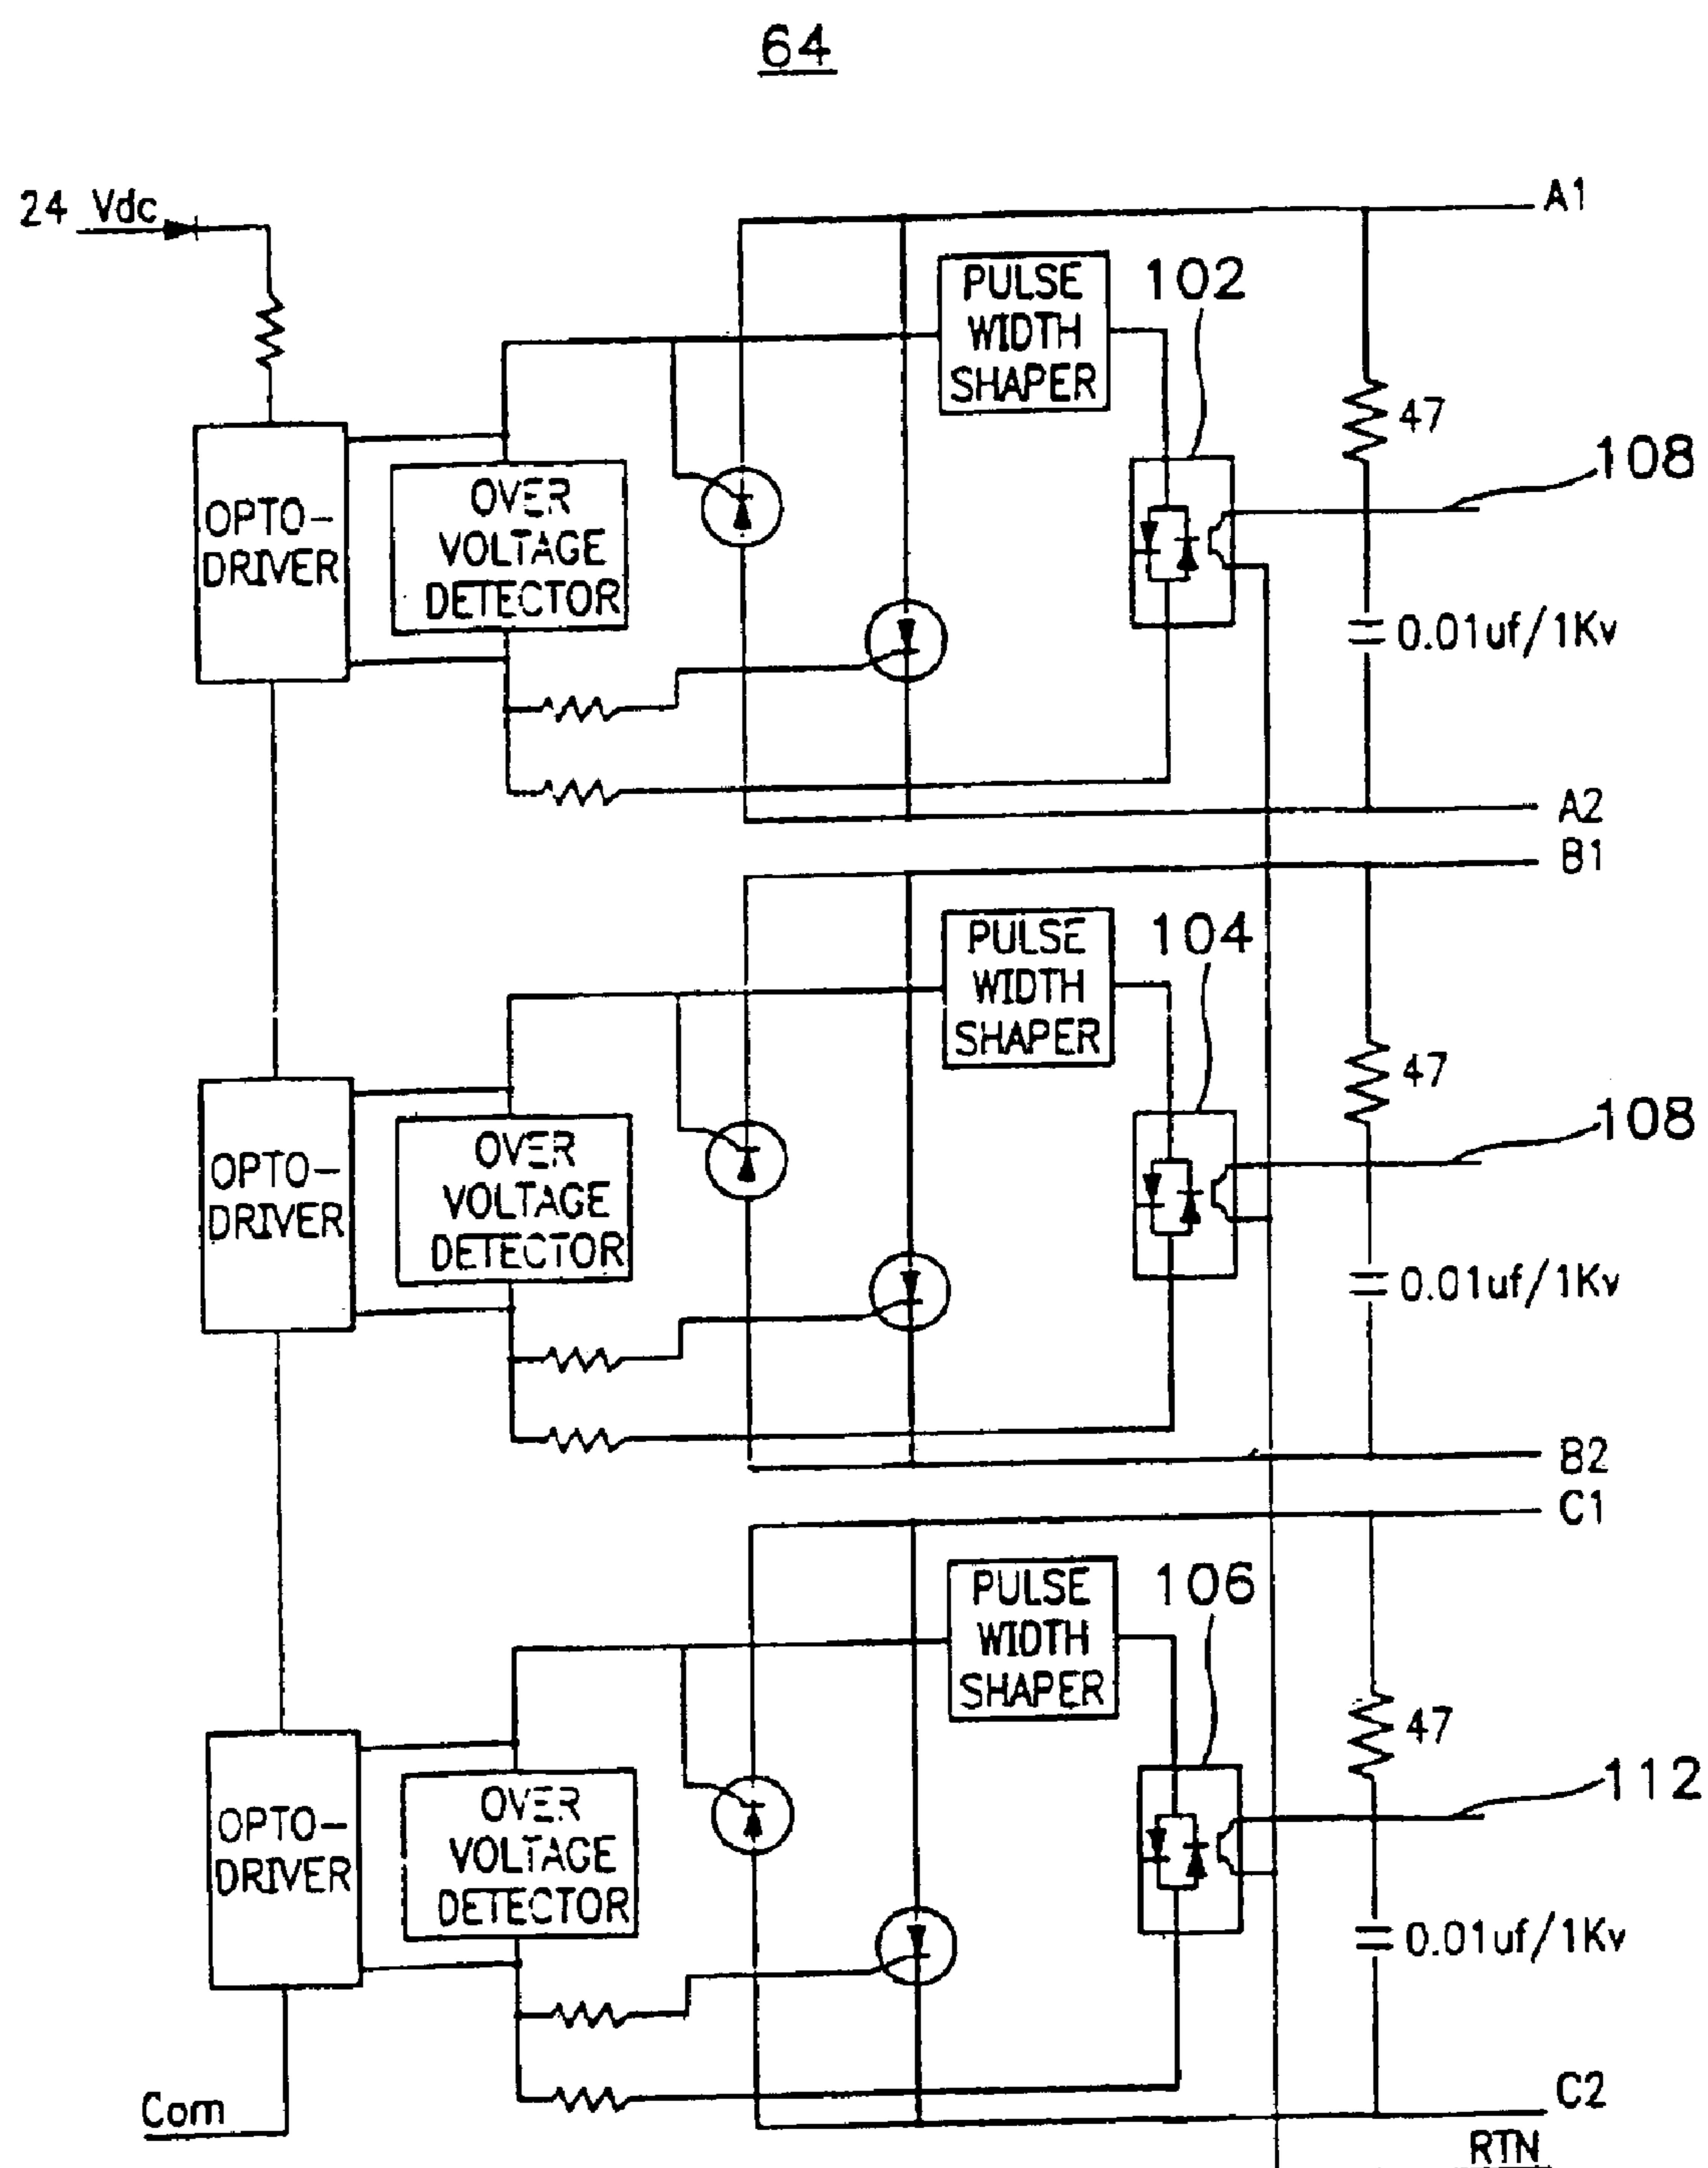 64
24 Vdc
A1
PULSE
WIDTH
SHAPER
102
47
108
OPTO-
DRIVER
OVER
VOLTAGE
DETECTOR
0.01uf/1Kv
A2
B1
PULSE
WIDTH
SHAPER
104
47
108
OPTO-
DRIVER
OVER
VOLTAGE
DETECTOR
0.01uf/1Kv
B2
C1
PULSE
WIDTH
SHAPER
106
47
112
OPTO-
DRIVER
OVER
VOLTAGE
DETECTOR
0.01uf/1Kv
C2
Com
RTN